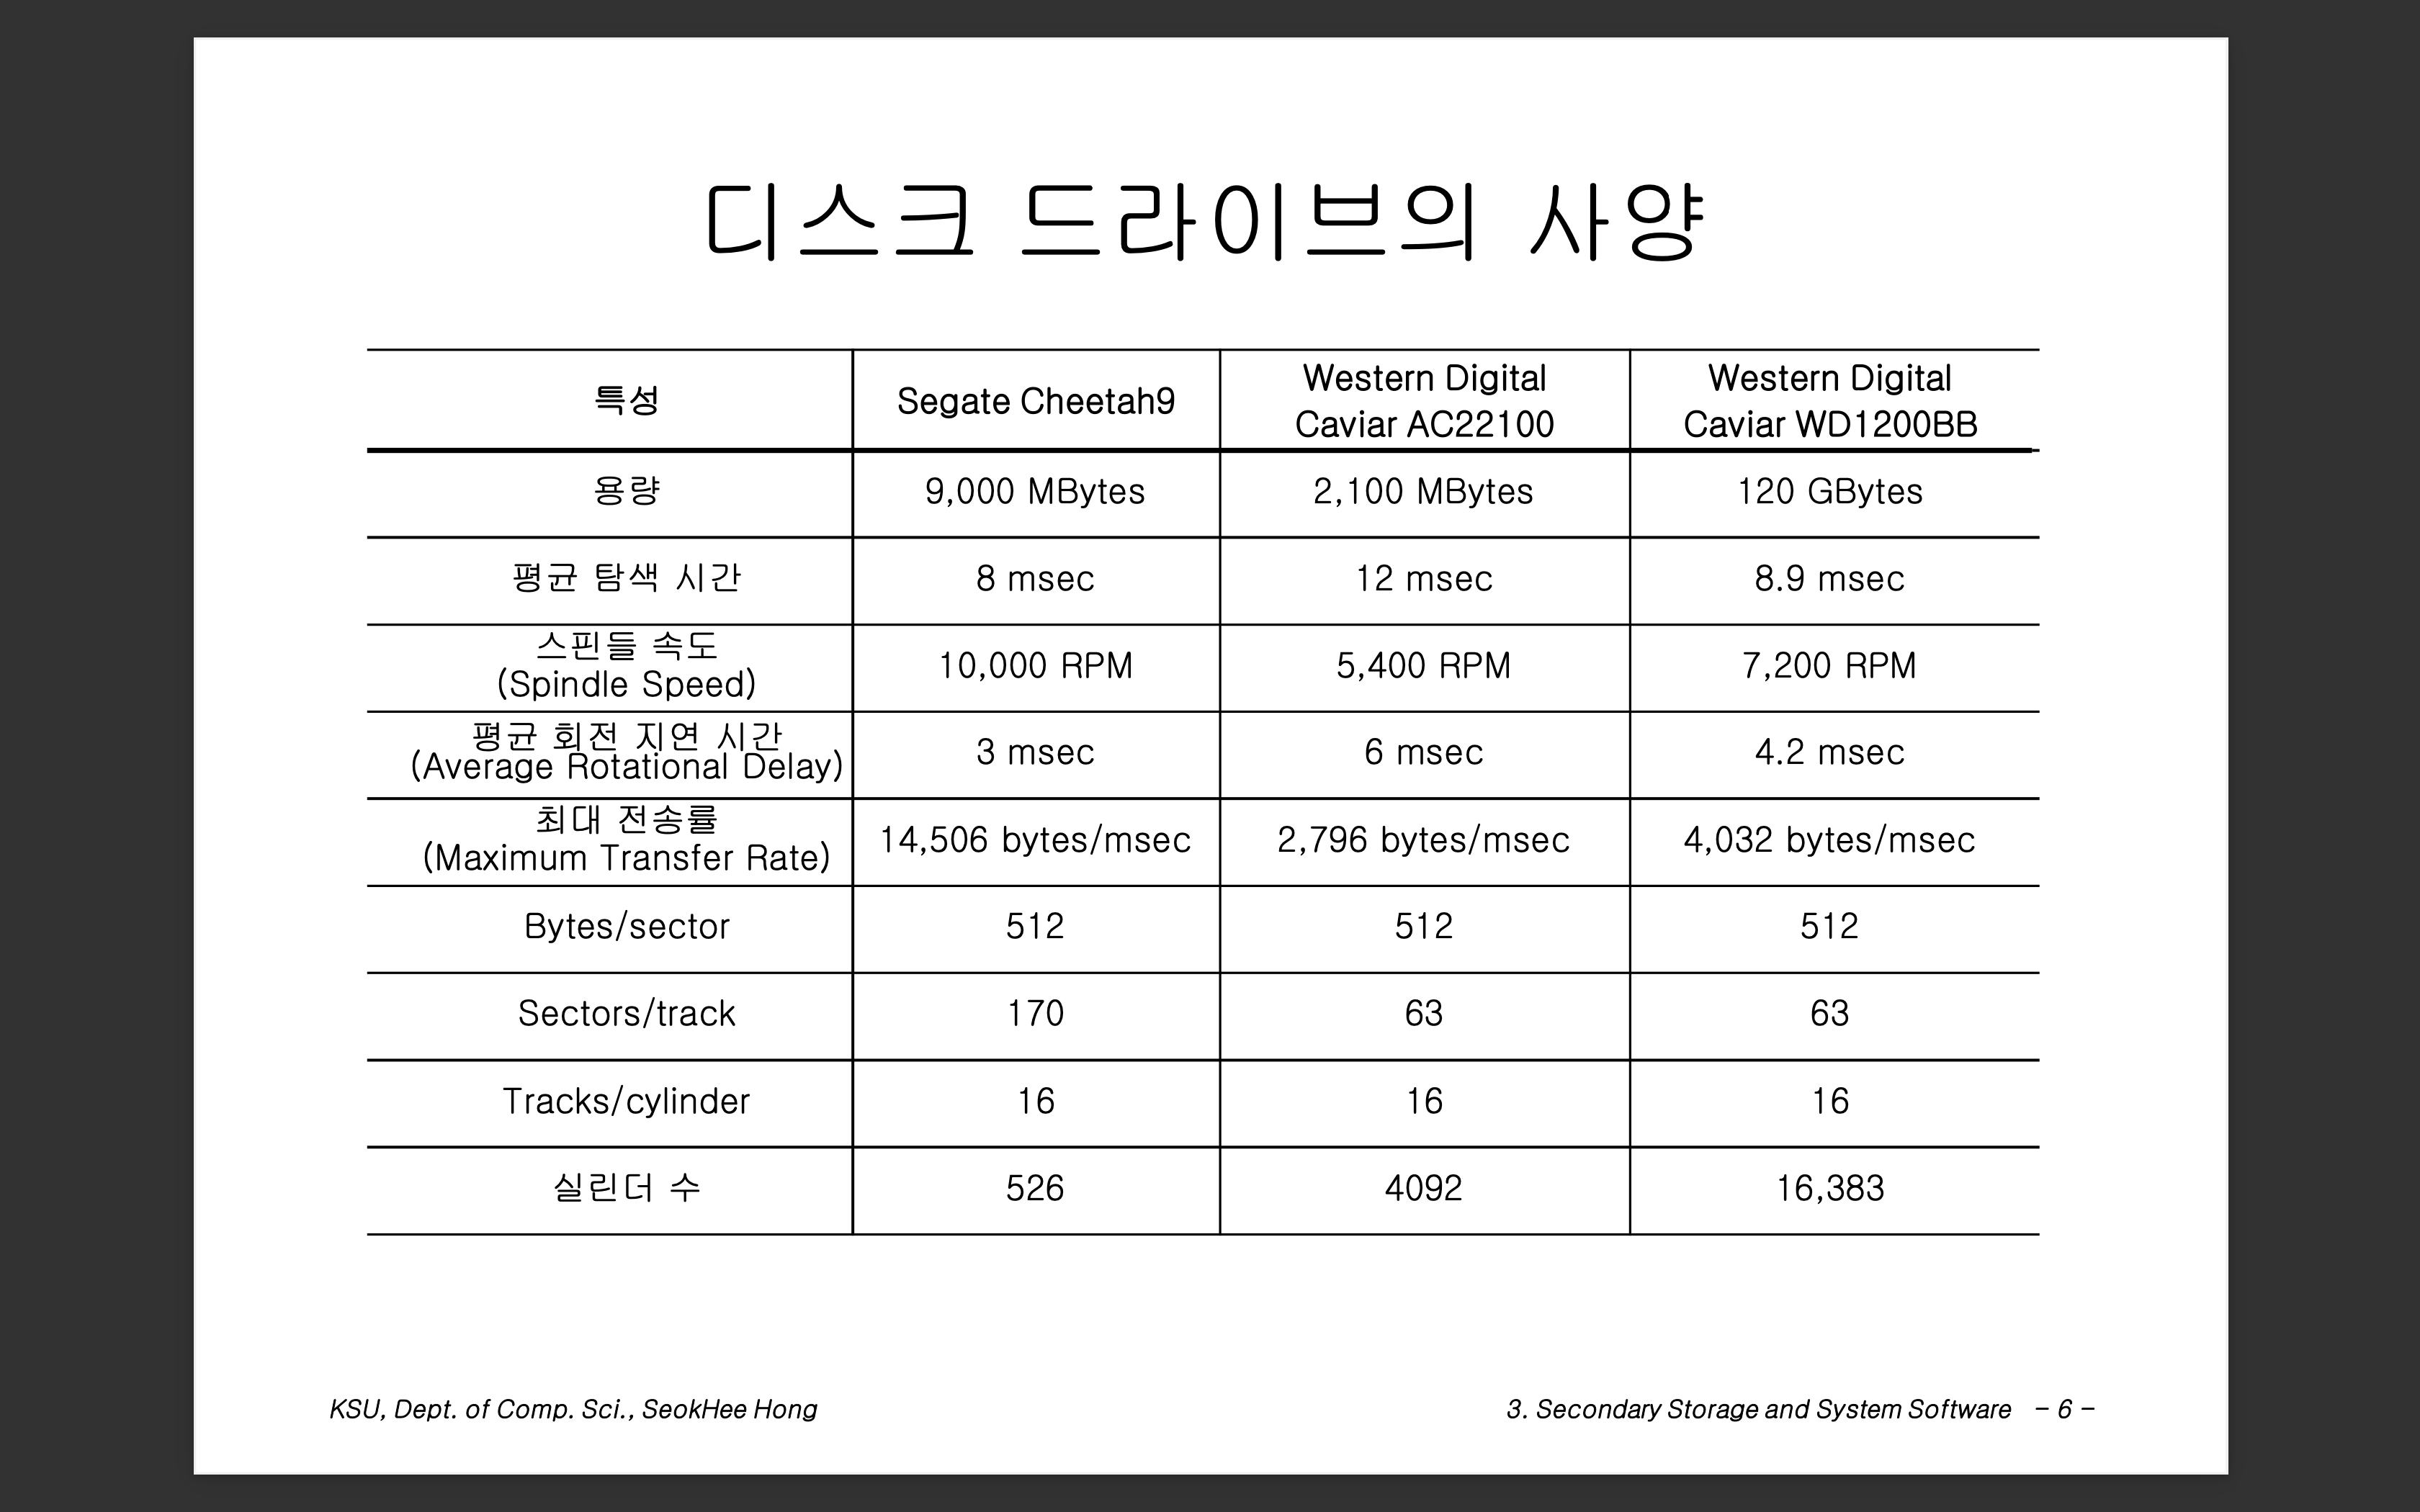 디스크 드라이브의 사양
특성 Segate Cheetah9 Western Digital Caviar AC22100 Western Digital Caviar WD1200BB
용량 9,000 MBytes 2,100 MBytes 120 GBytes
평균 탐색 시간 8 msec 12 msec 8.9 msec
스핀들 속도
(Spindle Speed) 10,000 RPM 5,400 RPM 7,200 RPM
평균 회전 지연 시간
(Average Rotational Delay) 3 msec 6 msec 4.2 msec
최대 전송률
(Maximum Transfer Rate) 14,506 bytes/msec 2,796 bytes/msec 4,032 bytes/msec
Bytes/sector 512 512 512
Sectors/track 170 63 63
Tracks/cylinder 16 16 16
실린더 수 526 4092 16,383
KSU, Dept. of Comp. Sci., SeokHee Hong
3. Secondary Storage and System Software - 6 -